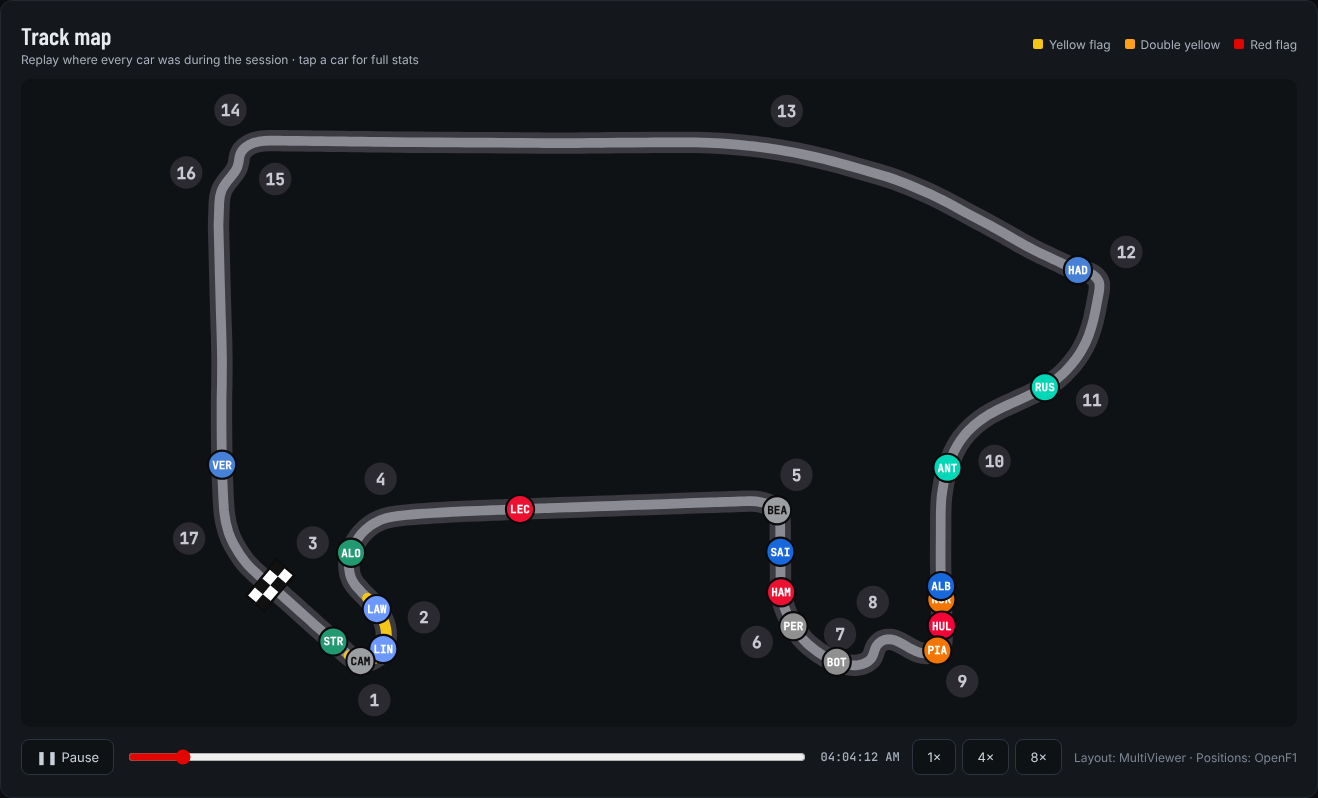 Track map
Replay where every car was during the session · tap a car for full stats
Yellow flag
Double yellow
Red flag
14
13
16
15
12
HAD
RUS
11
VER
4
5
10
ANT
LEC
BEA
17
3
ALO
SAI
ALB
HAM
HUL
LAW
2
8
PER
7
6
STR
LIN
CAM
BOT
PIA
9
1
❚❚ Pause
04:04:12 AM
1×
4×
8×
Layout: MultiViewer · Positions: OpenF1